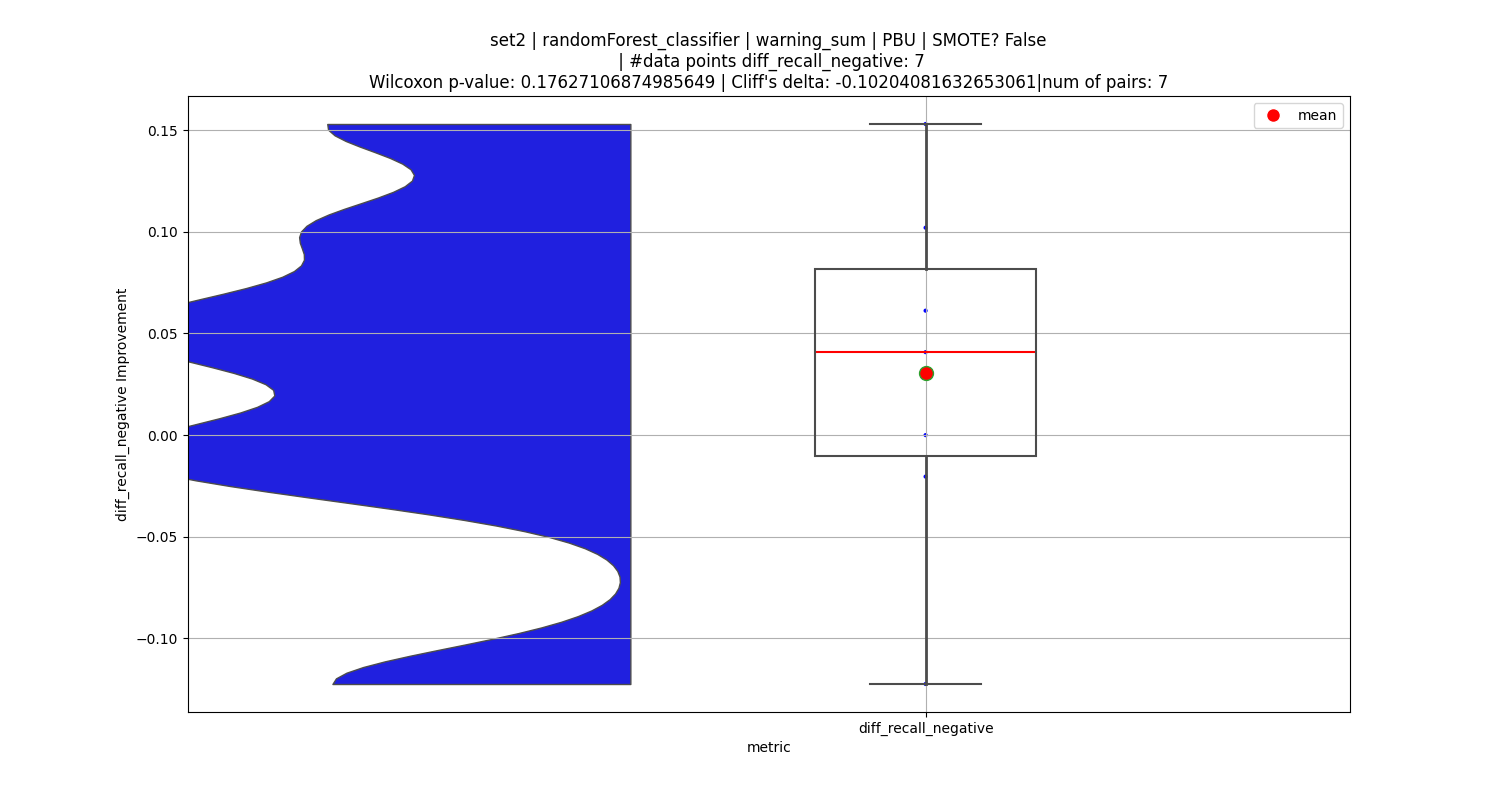 set2 | randomForest_classifier | warning_sum | PBU | SMOTE? False
| #data points diff_recall_negative: 7
Wilcoxon p-value: 0.17627106874985649 | Cliff's delta: -0.10204081632653061|num of pairs: 7
mean
0.15
0.10
0.05
0.00
−0.05
−0.10
diff_recall_negative Improvement
diff_recall_negative
metric